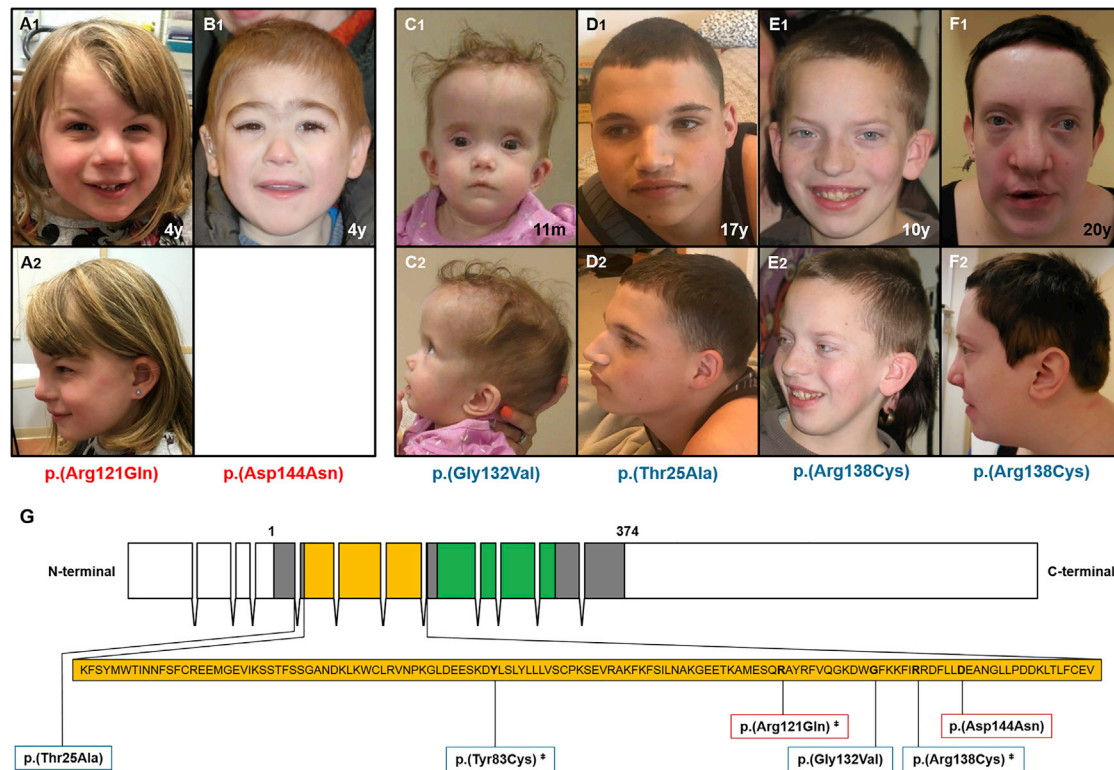 A1 B1 C1 D1 E1 F1
4y 4y 11m 17y 10y 20y
A2 C2 D2 E2 F2
p.(Arg121Gln) p.(Asp144Asn) p.(Gly132Val) p.(Thr25Ala) p.(Arg138Cys) p.(Arg138Cys)
G
1 374
N-terminal C-terminal
KFSYMWTINNFSFCREEMGEVIKSSTFSSGANDKLKWCLRVNPKGLDEESKDYLSLYLLLVSCPKSEVRAKFKFSILNAKGEETKAMESQRAYRFVQGKDWGFKKFIRRDFLLDEANGLLPDDKLTLFCEV
p.(Arg121Gln) ‡ p.(Asp144Asn)
p.(Thr25Ala) p.(Tyr83Cys) ‡ p.(Gly132Val) p.(Arg138Cys) ‡